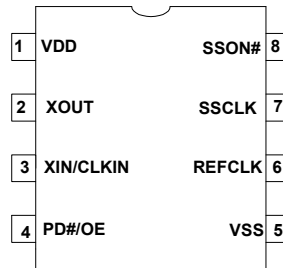 1 VDD SSON# 8
2 XOUT SSCLK 7
3 XIN/CLKIN REFCLK 6
4 PD#/OE VSS 5